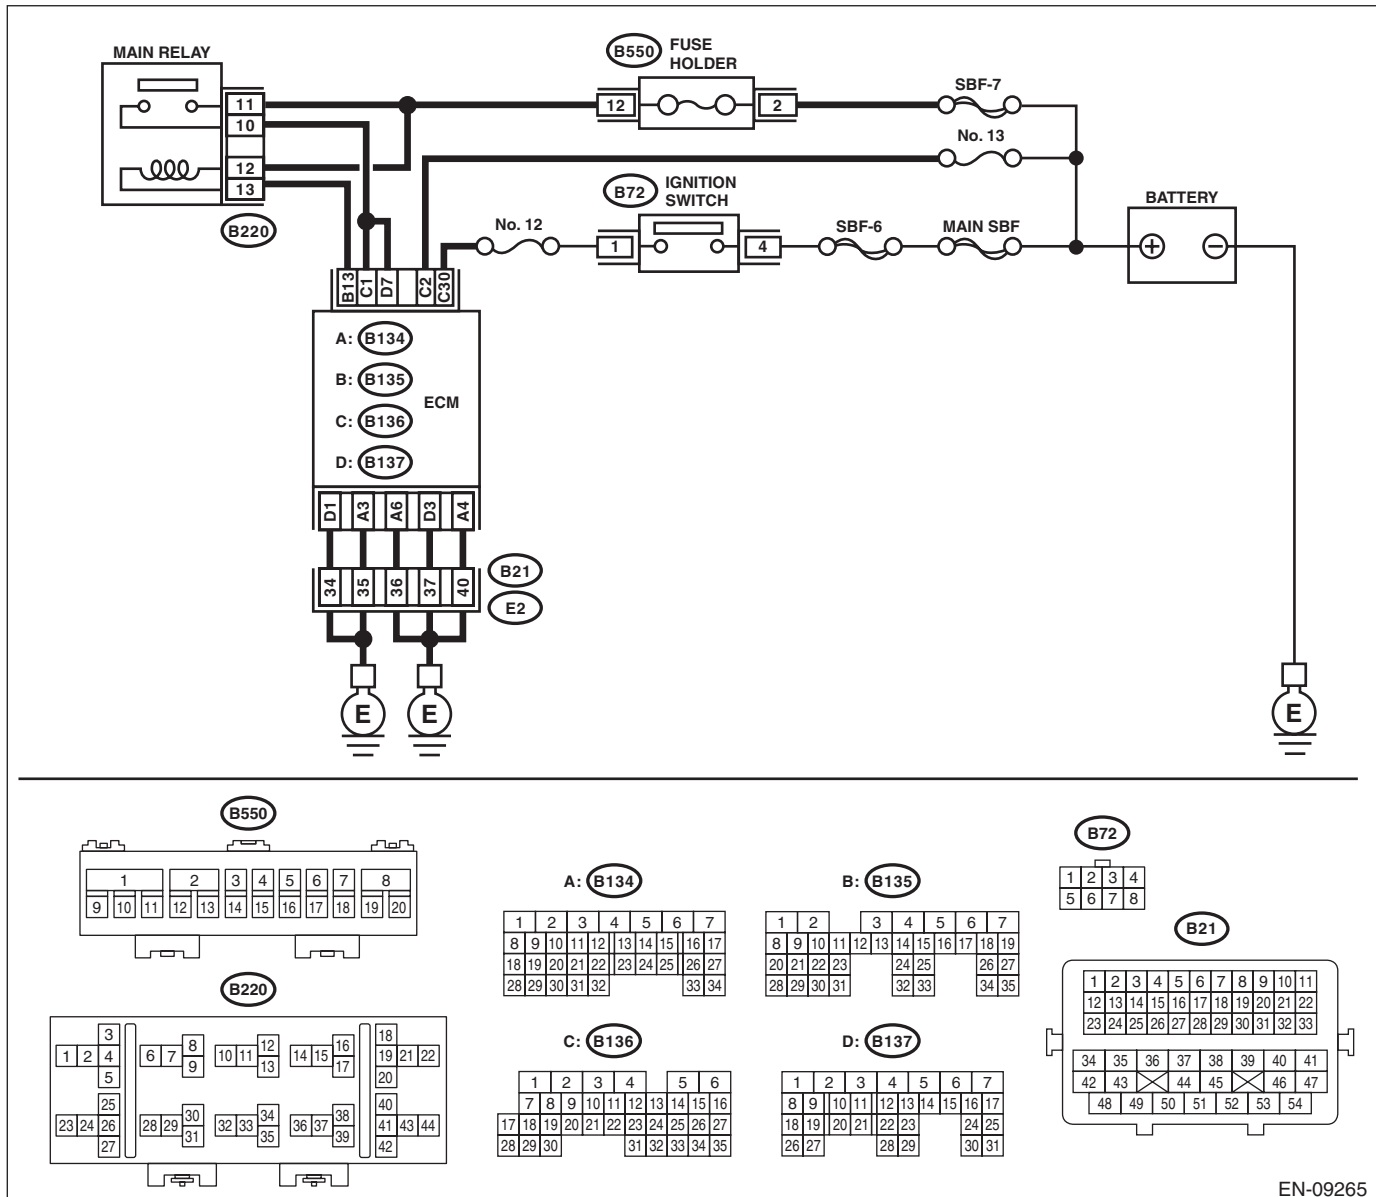 MAIN RELAY
11
10
12
13
B220
B550 FUSE HOLDER
12
2
SBF-7
No. 13
B72 IGNITION SWITCH
No. 12
1
4
SBF-6
MAIN SBF
BATTERY
+
−
B13 C1 D7 C2 C30
A: B134
B: B135
C: B136
D: B137
ECM
D1 A3 A6 D3 A4
34 35 36 37 40
B21
E2
E E
E
B550
1 2 3 4 5 6 7 8
9 10 11 12 13 14 15 16 17 18 19 20
B220
3 8 12 16 18
1 2 4 6 7 9 10 11 13 14 15 17 19 21 22
5 20
25 30 34 38 40
23 24 26 28 29 31 32 33 35 36 37 39 41 43 44
27 42
A: B134
1 2 3 4 5 6 7
8 9 10 11 12 13 14 15 16 17
18 19 20 21 22 23 24 25 26 27
28 29 30 31 32 33 34
B: B135
1 2 3 4 5 6 7
8 9 10 11 12 13 14 15 16 17 18 19
20 21 22 23 24 25 26 27
28 29 30 31 32 33 34 35
C: B136
1 2 3 4 5 6
7 8 9 10 11 12 13 14 15 16
17 18 19 20 21 22 23 24 25 26 27
28 29 30 31 32 33 34 35
D: B137
1 2 3 4 5 6 7
8 9 10 11 12 13 14 15 16 17
18 19 20 21 22 23 24 25
26 27 28 29 30 31
B72
1 2 3 4
5 6 7 8
B21
1 2 3 4 5 6 7 8 9 10 11
12 13 14 15 16 17 18 19 20 21 22
23 24 25 26 27 28 29 30 31 32 33
34 35 36 37 38 39 40 41
42 43 44 45 46 47
48 49 50 51 52 53 54
EN-09265